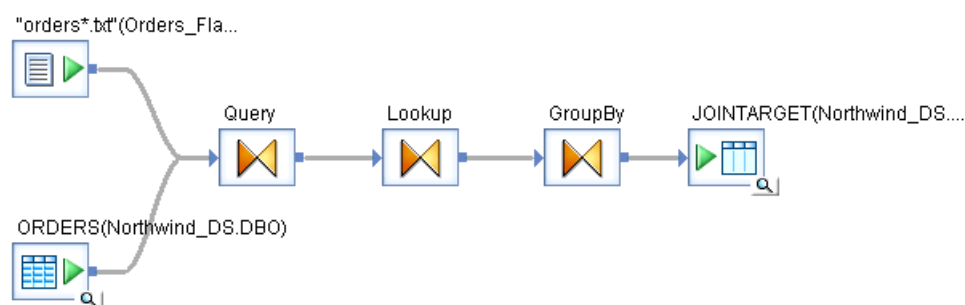 "orders*.txt"(Orders_Fla...
Query
Lookup
GroupBy
JOINTARGET(Northwind_DS....
ORDERS(Northwind_DS.DBO)